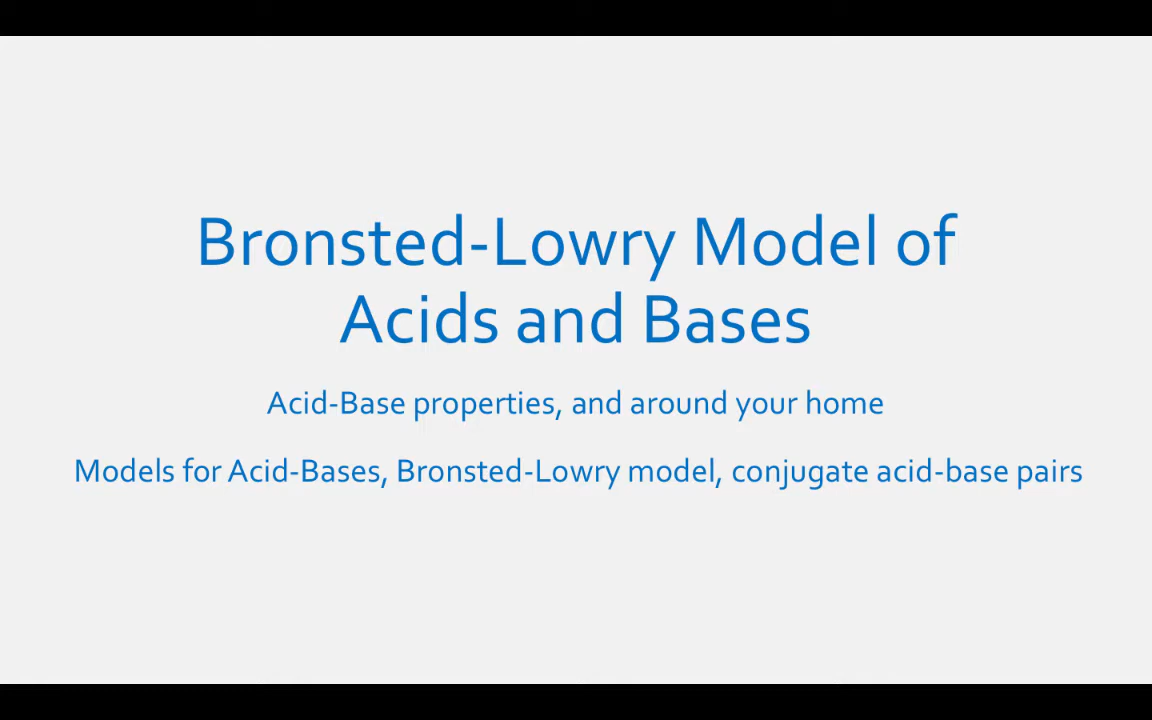 Bronsted-Lowry Model of
Acids and Bases
Acid-Base properties, and around your home
Models for Acid-Bases, Bronsted-Lowry model, conjugate acid-base pairs